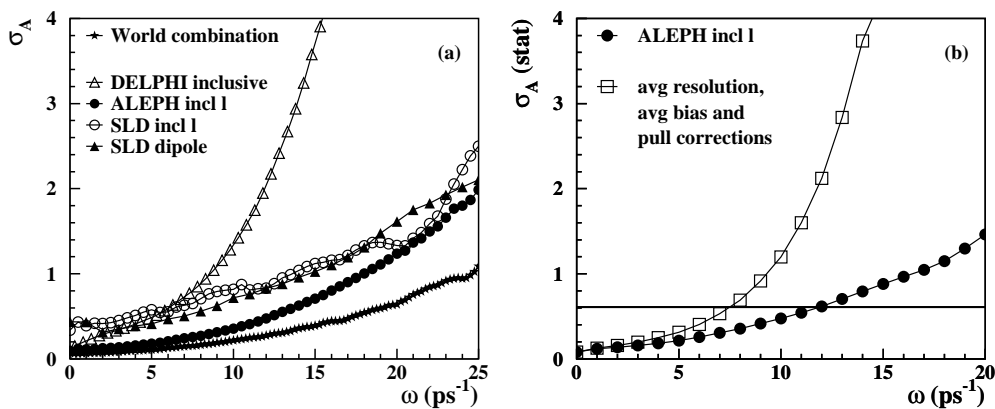 σ_A
4
3
2
1
0
World combination
(a)
DELPHI inclusive
ALEPH incl l
SLD incl l
SLD dipole
0 5 10 15 20 25
ω (ps⁻¹)
σ_A (stat)
4
3
2
1
0
ALEPH incl l
(b)
avg resolution,
avg bias and
pull corrections
0 5 10 15 20
ω (ps⁻¹)